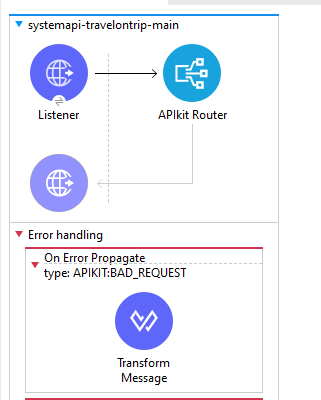 systemapi-travelontrip-main
Listener
APIkit Router
Error handling
On Error Propagate
type: APIKIT:BAD_REQUEST
Transform
Message